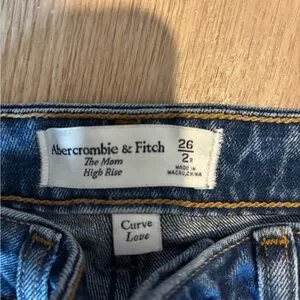 Abercrombie & Fitch
The Mom
High Rise
26
2R
MADE IN
MACAU, CHINA
Curve
Love